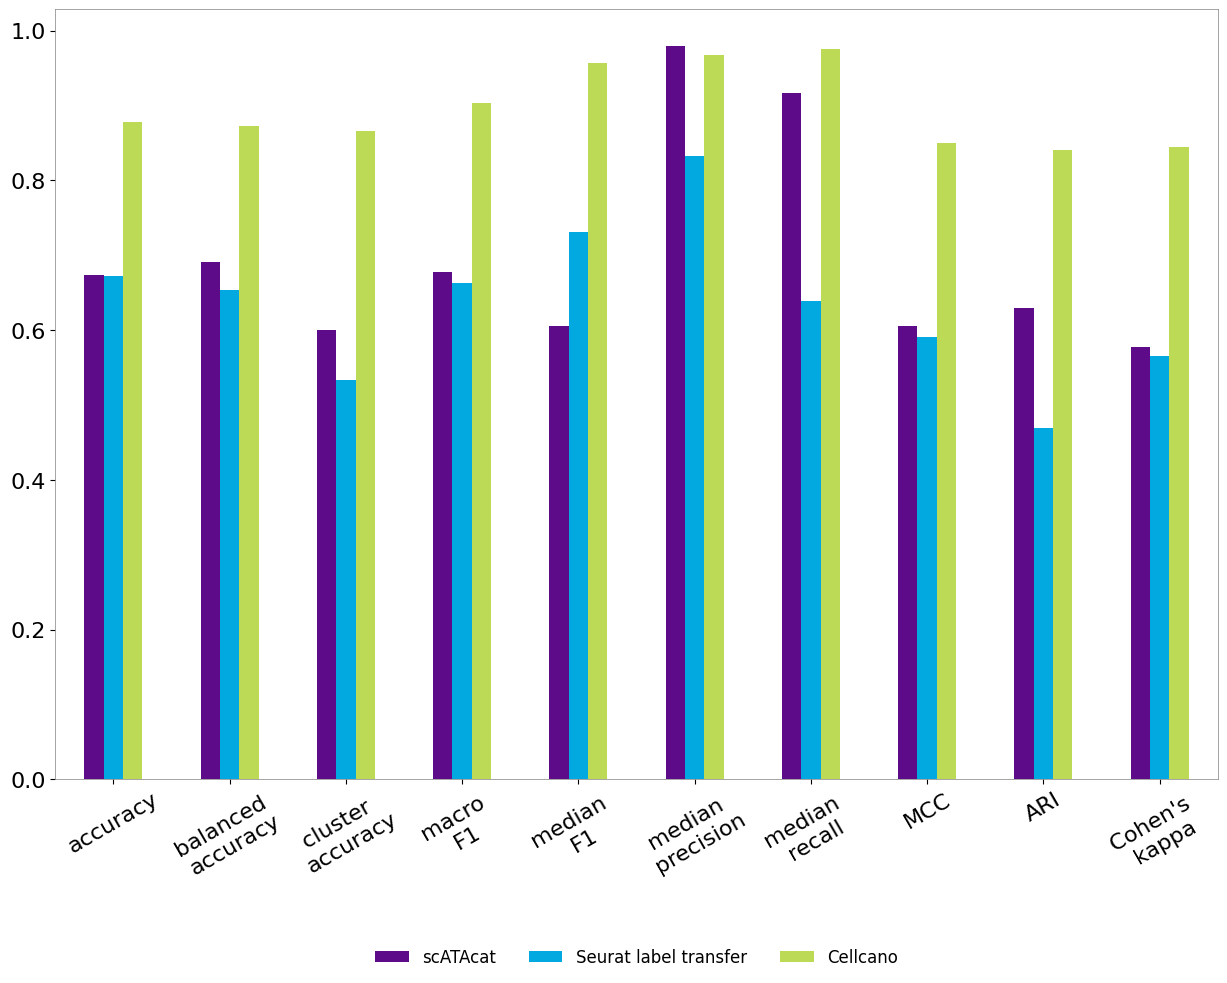 1.0
0.8
0.6
0.4
0.2
0.0
accuracy
balanced
accuracy
cluster
accuracy
macro
F1
median
F1
median
precision
median
recall
MCC
ARI
Cohen's
kappa
scATAcat
Seurat label transfer
Cellcano